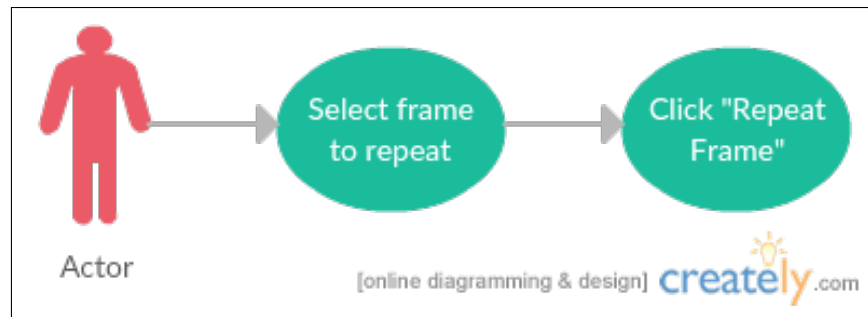 Select frame
to repeat
Click "Repeat
Frame"
Actor
[online diagramming & design] creately.com